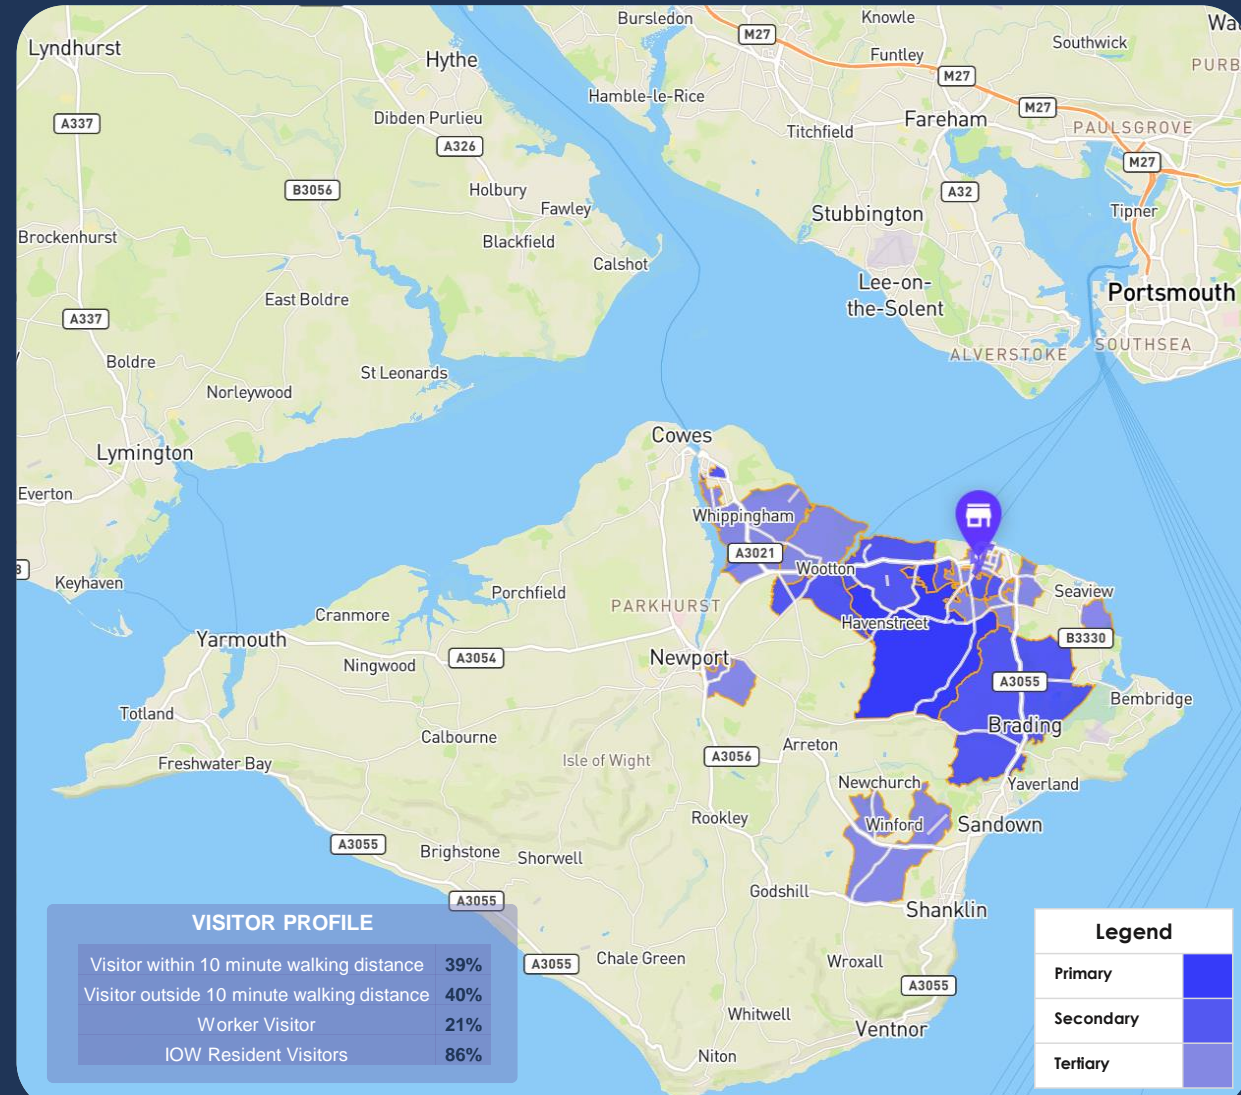 Bursledon
Knowle
Wa
Lyndhurst
M27
Southwick
Hythe
Funtley
PURB
M27
Hamble-le-Rice
M27
A337
Dibden Purlieu
Titchfield
Fareham
PAULSGROVE
A326
M27
B3056
Holbury
A32
Fawley
Stubbington
Tipner
Brockenhurst
Blackfield
Calshot
Lee-on-
the-Solent
Portsmouth
East Boldre
A337
SOUTHSEA
ALVERSTOKE
Boldre
St Leonards
Norleywood
Cowes
Lymington
Everton
Whippingham
A3021
Wootton
Keyhaven
Porchfield
Seaview
Cranmore
PARKHURST
Havenstreet
Yarmouth
B3330
Newport
A3054
Ningwood
A3055
Bembridge
Totland
Brading
Calbourne
Arreton
Isle of Wight
A3056
Freshwater Bay
Newchurch
Yaverland
Rookley
Winford
Sandown
A3055
Brighstone
Shorwell
Godshill
A3055
Shanklin
VISITOR PROFILE
Visitor within 10 minute walking distance 39%
Visitor outside 10 minute walking distance 40%
Worker Visitor 21%
IOW Resident Visitors 86%
A3055
Chale Green
Wroxall
A3055
Whitwell
Ventnor
Niton
Legend
Primary
Secondary
Tertiary